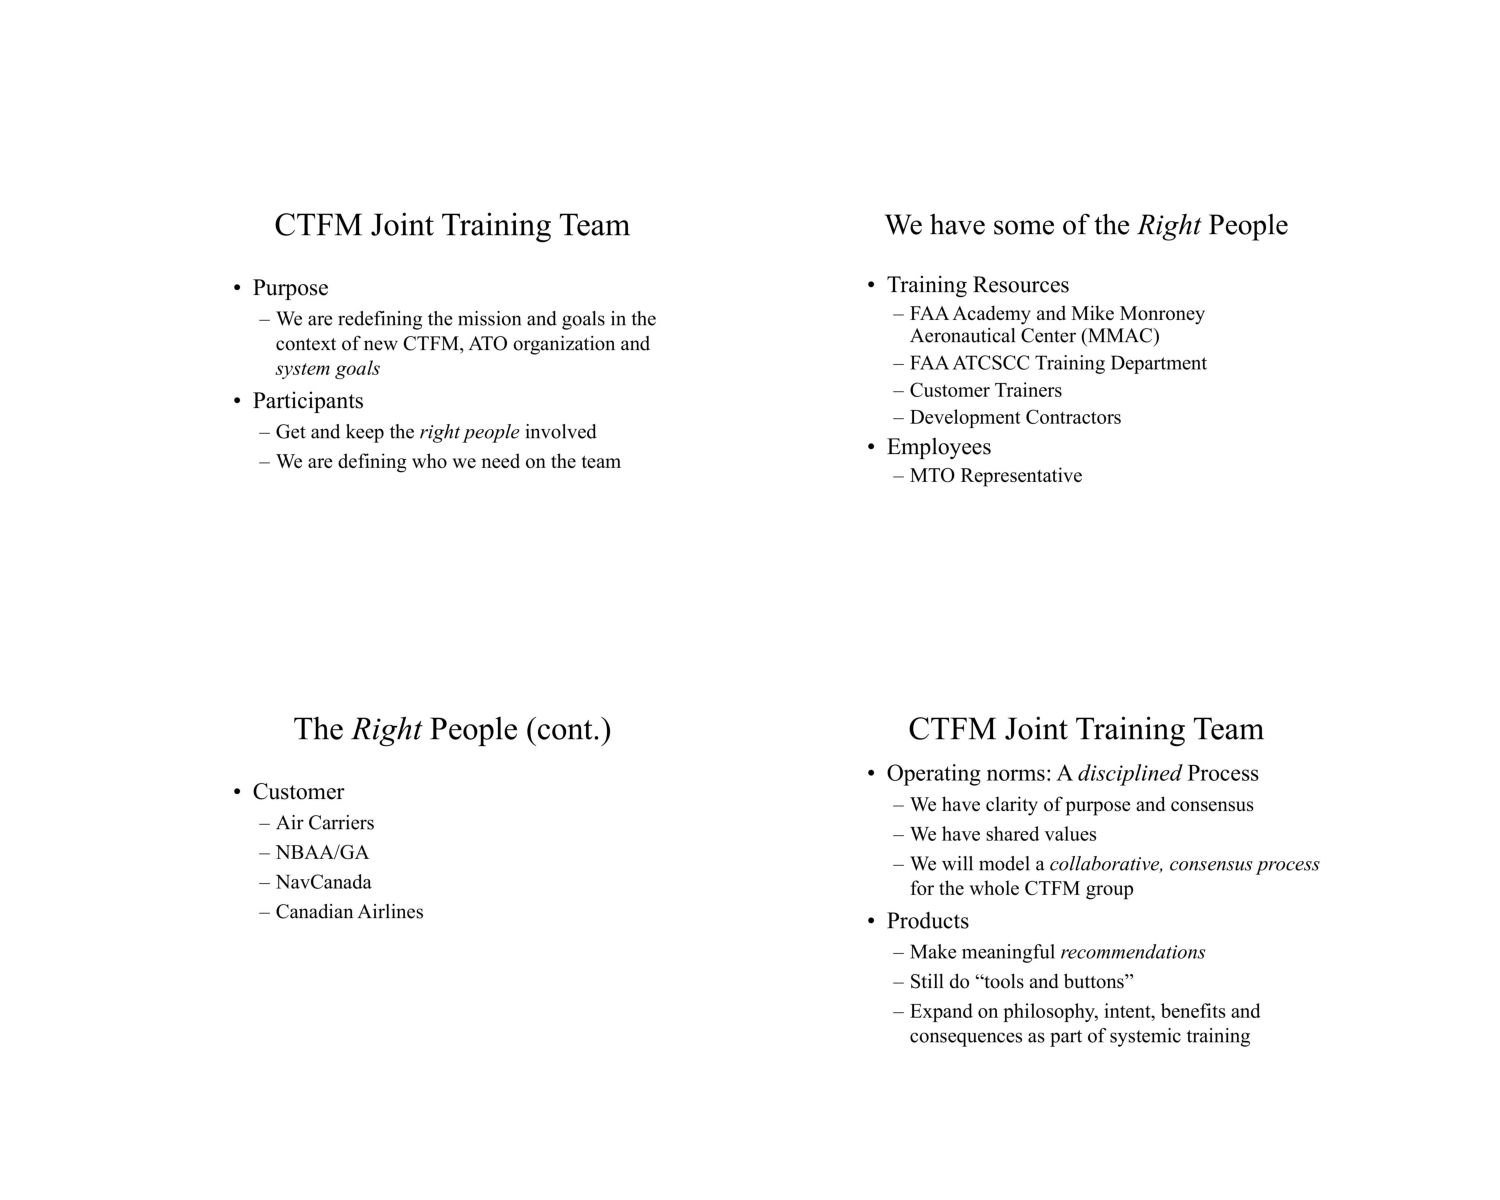 CTFM Joint Training Team
• Purpose
– We are redefining the mission and goals in the
context of new CTFM, ATO organization and
system goals
• Participants
– Get and keep the right people involved
– We are defining who we need on the team
We have some of the Right People
• Training Resources
– FAA Academy and Mike Monroney
Aeronautical Center (MMAC)
– FAA ATCSCC Training Department
– Customer Trainers
– Development Contractors
• Employees
– MTO Representative
The Right People (cont.)
• Customer
– Air Carriers
– NBAA/GA
– NavCanada
– Canadian Airlines
CTFM Joint Training Team
• Operating norms: A disciplined Process
– We have clarity of purpose and consensus
– We have shared values
– We will model a collaborative, consensus process
for the whole CTFM group
• Products
– Make meaningful recommendations
– Still do “tools and buttons”
– Expand on philosophy, intent, benefits and
consequences as part of systemic training